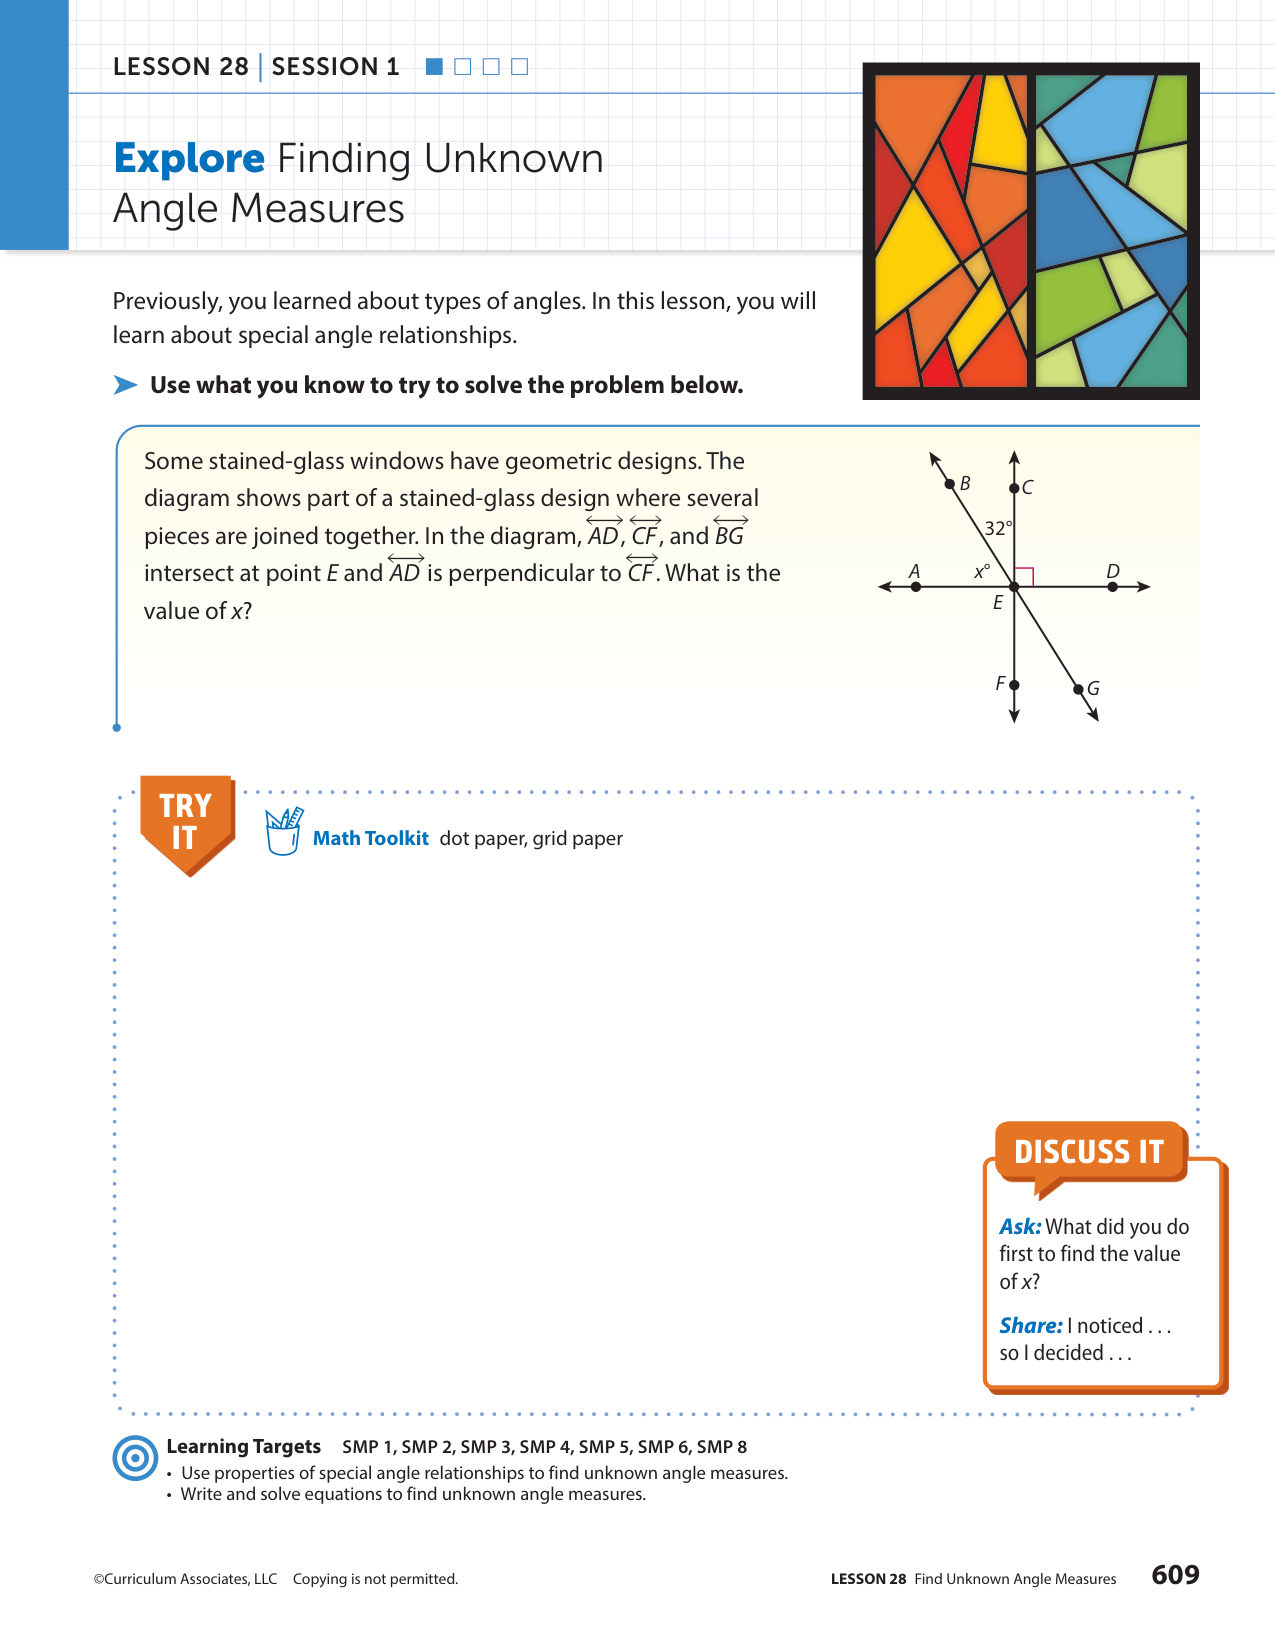 LESSON 28 | SESSION 1
Explore Finding Unknown
Angle Measures
Previously, you learned about types of angles. In this lesson, you will
learn about special angle relationships.
Use what you know to try to solve the problem below.
Some stained-glass windows have geometric designs. The
diagram shows part of a stained-glass design where several
pieces are joined together. In the diagram, AD, CF, and BG
intersect at point E and AD is perpendicular to CF. What is the
value of x?
B
C
32°
A
x°
D
E
F
G
TRY
IT
Math Toolkit dot paper, grid paper
DISCUSS IT
Ask: What did you do
first to find the value
of x?
Share: I noticed . . .
so I decided . . .
Learning Targets SMP 1, SMP 2, SMP 3, SMP 4, SMP 5, SMP 6, SMP 8
• Use properties of special angle relationships to find unknown angle measures.
• Write and solve equations to find unknown angle measures.
©Curriculum Associates, LLC Copying is not permitted.
LESSON 28 Find Unknown Angle Measures 609